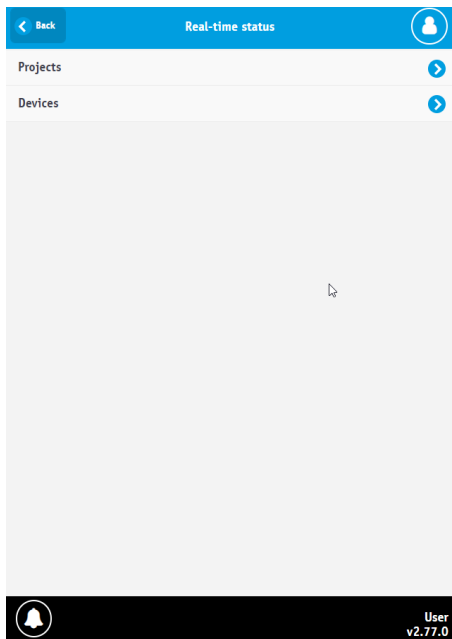 Back
Real-time status
Projects
Devices
User
v2.77.0